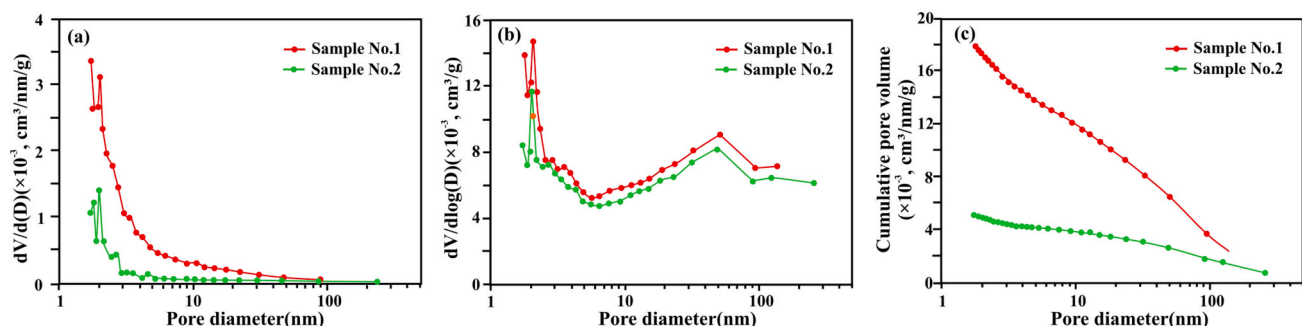 (a)
Sample No.1
Sample No.2
dV/d(D)(×10⁻³, cm³/nm/g)
4
3
2
1
0
1
10
100
Pore diameter(nm)
(b)
Sample No.1
Sample No.2
dV/dlog(D)(×10⁻³, cm³/g)
16
12
8
4
0
1
10
100
Pore diameter(nm)
(c)
Sample No.1
Sample No.2
Cumulative pore volume
(×10⁻³, cm³/nm/g)
20
16
12
8
4
0
1
10
100
Pore diameter(nm)